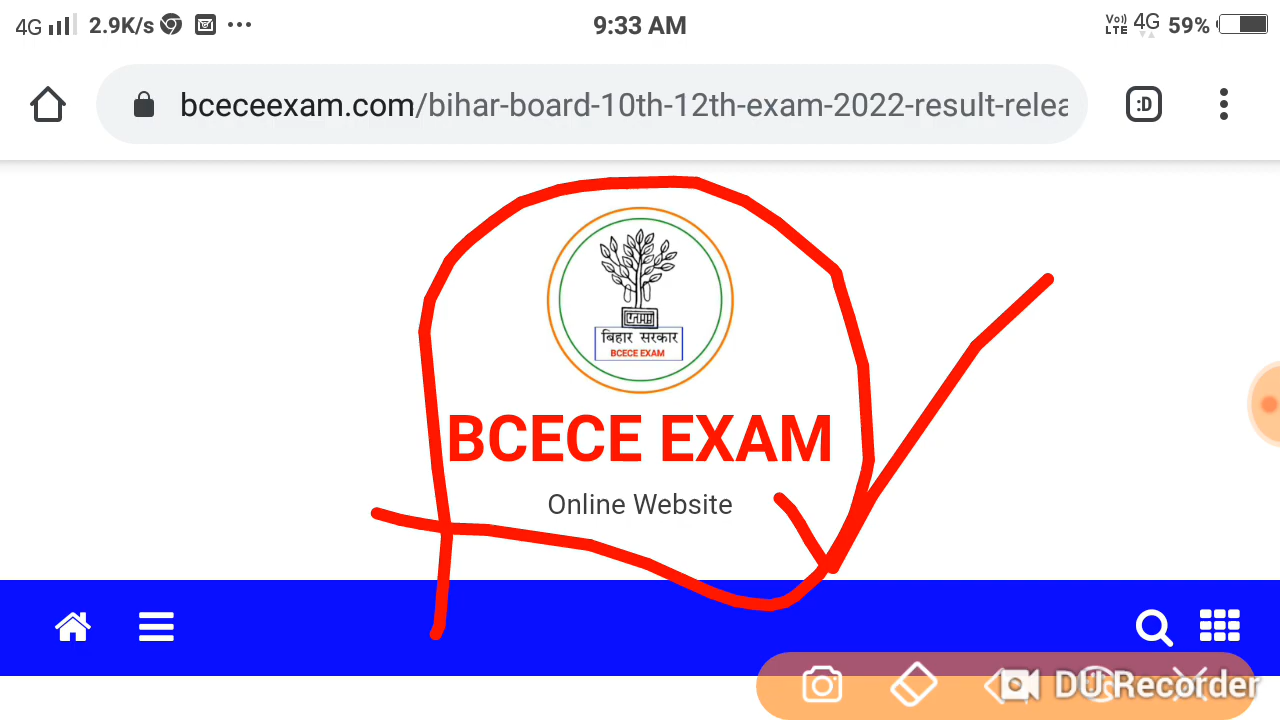 4G 2.9K/s 9:33 AM Vo) LTE 4G 59%
bceceexam.com/bihar-board-10th-12th-exam-2022-result-relea
:D
बिहार सरकार
BCECE EXAM
BCECE EXAM
Online Website
DU Recorder